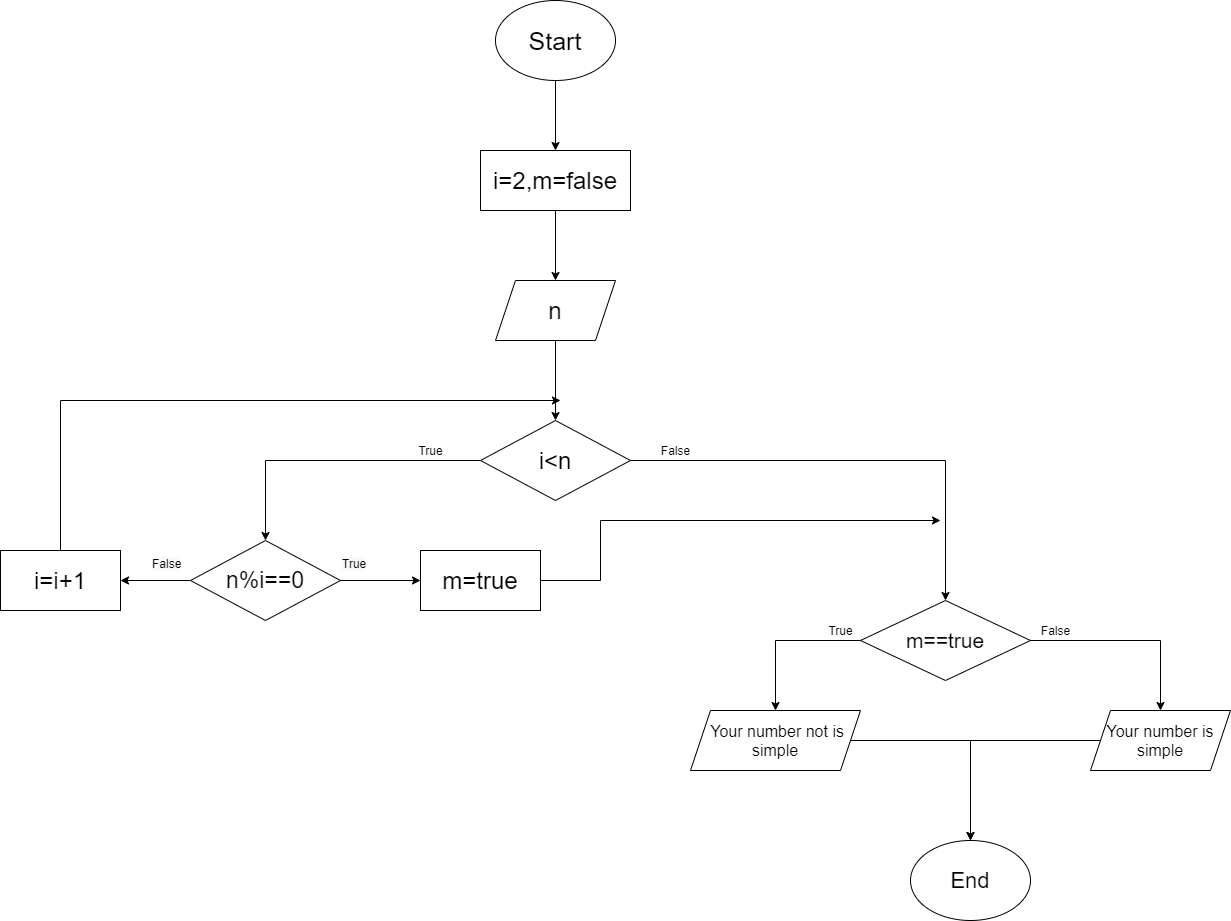 Start
i=2,m=false
n
i<n
True
False
n%i==0
False
True
i=i+1
m=true
m==true
True
False
Your number not is
simple
Your number is
simple
End